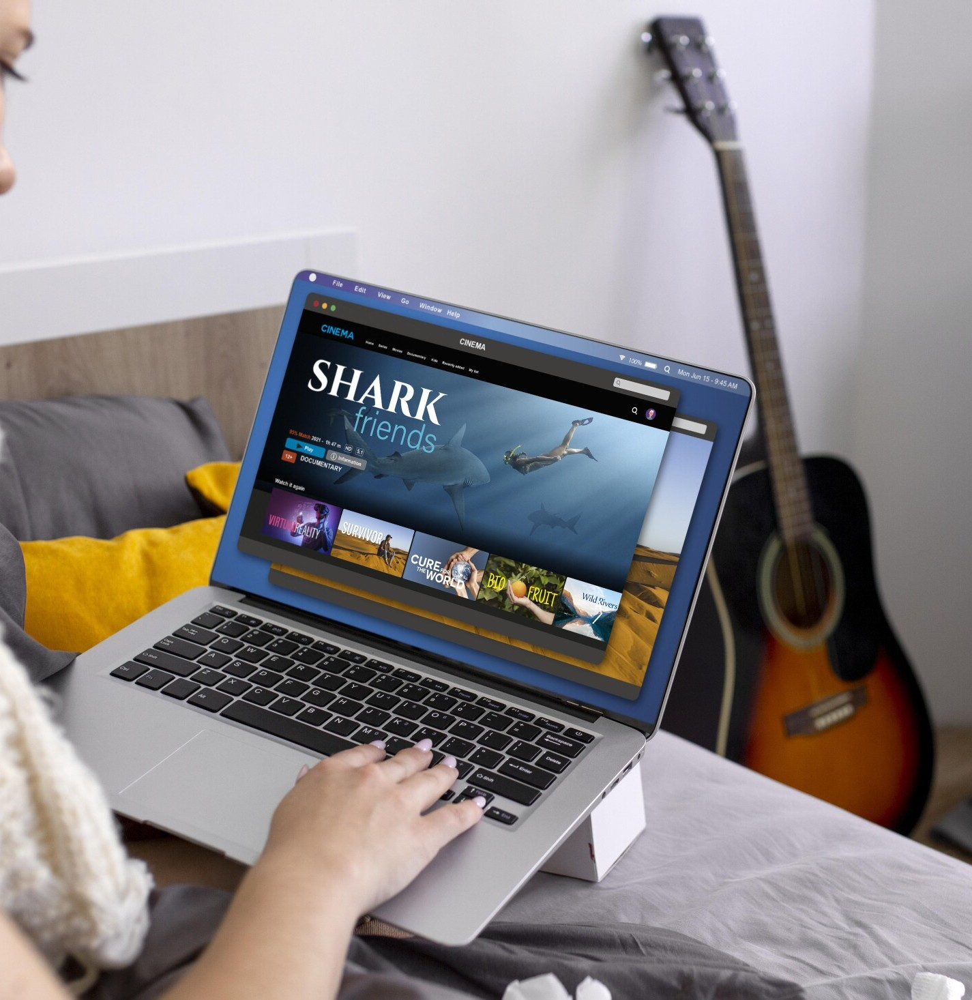 File Edit View Go Window Help
100% Mon Jun 15 - 9:45 AM
CINEMA
CINEMA
Home Series Movies Documentary Kids Recently added My list
SHARK
friends
95% Match 2021 - 1h 47 m HD 5.1
Play Information
12+ DOCUMENTARY
Watch it again
VIRTUAL REALITY
SURVIVOR
CURE FOR
THE WORLD
BIO FRUIT
Wild Rivers
Backspace
Q W E R T Y U I O P
Delete
Caps Lock A S D F G H J K L Enter
Shift Z X C V B N M Shift
Ctrl Fn Alt End